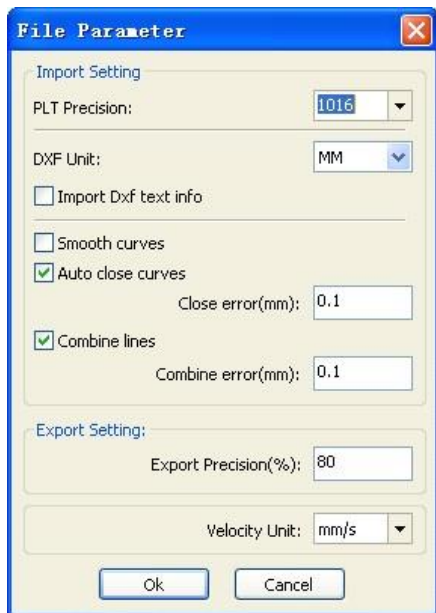 File Parameter
Import Setting
PLT Precision: 1016
DXF Unit: MM
Import Dxf text info
Smooth curves
Auto close curves
Close error(mm): 0.1
Combine lines
Combine error(mm): 0.1
Export Setting:
Export Precision(%): 80
Velocity Unit: mm/s
Ok Cancel